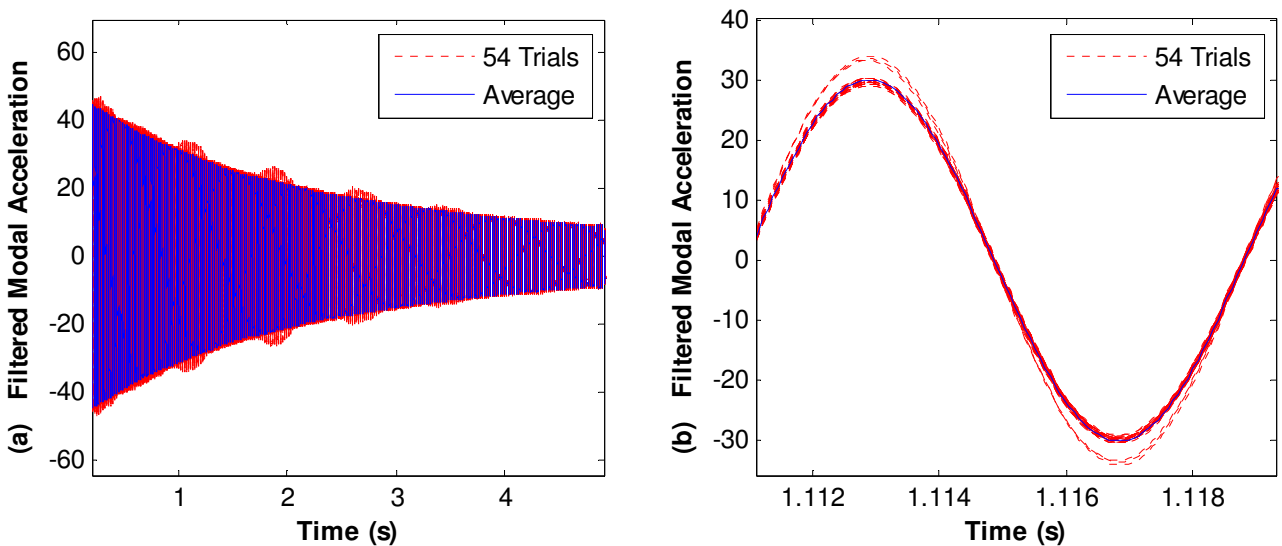 (a) Filtered Modal Acceleration
60
40
20
0
-20
-40
-60
54 Trials
Average
1 2 3 4
Time (s)
(b) Filtered Modal Acceleration
40
30
20
10
0
-10
-20
-30
54 Trials
Average
1.112 1.114 1.116 1.118
Time (s)